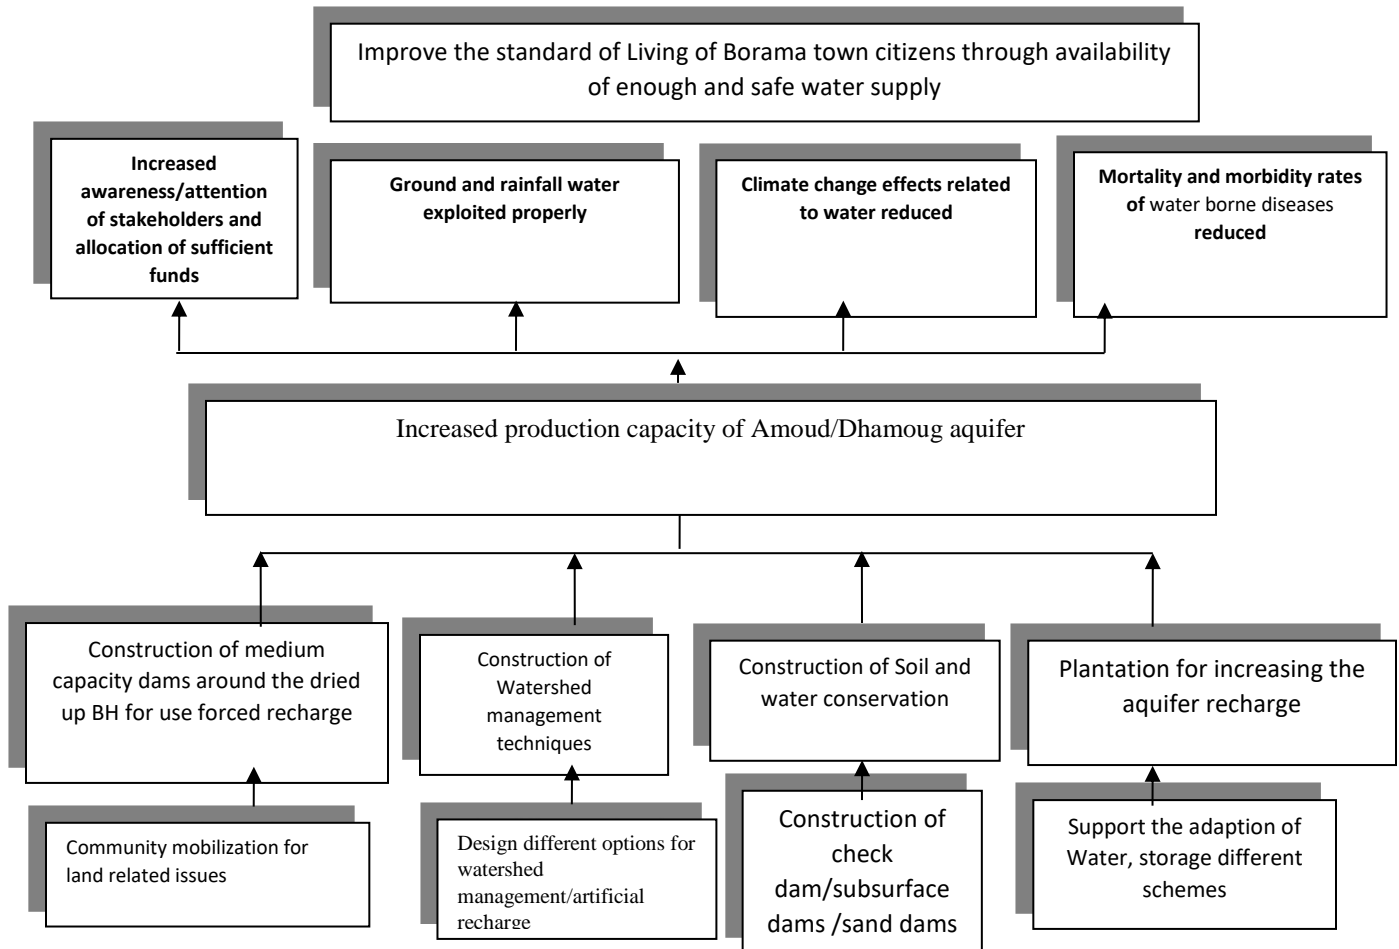 Improve the standard of Living of Borama town citizens through availability
of enough and safe water supply
Increased
awareness/attention
of stakeholders and
allocation of sufficient
funds
Ground and rainfall water
exploited properly
Climate change effects related
to water reduced
Mortality and morbidity rates
of water borne diseases
reduced
Increased production capacity of Amoud/Dhamoug aquifer
Construction of medium
capacity dams around the dried
up BH for use forced recharge
Construction of
Watershed
management
techniques
Construction of Soil and
water conservation
Plantation for increasing the
aquifer recharge
Community mobilization for
land related issues
Design different options for
watershed
management/artificial
recharge
Construction of
check
dam/subsurface
dams /sand dams
Support the adaption of
Water, storage different
schemes